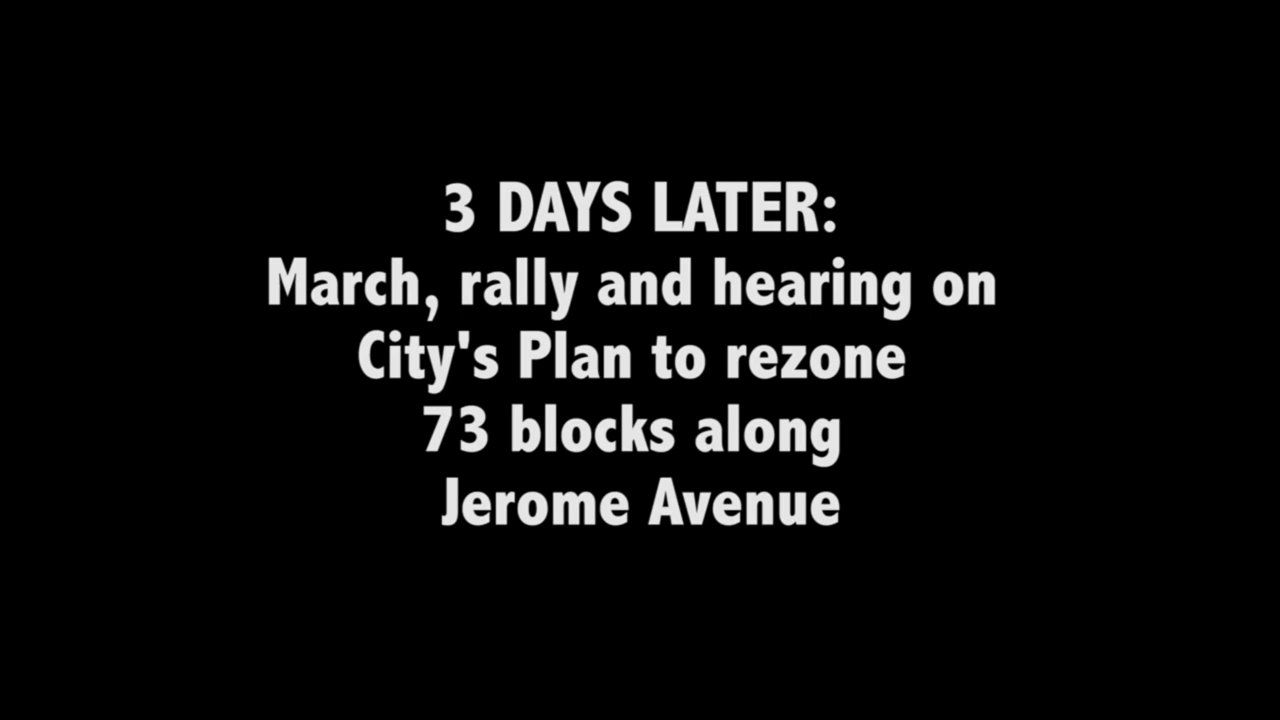 3 DAYS LATER:
March, rally and hearing on
City's Plan to rezone
73 blocks along
Jerome Avenue